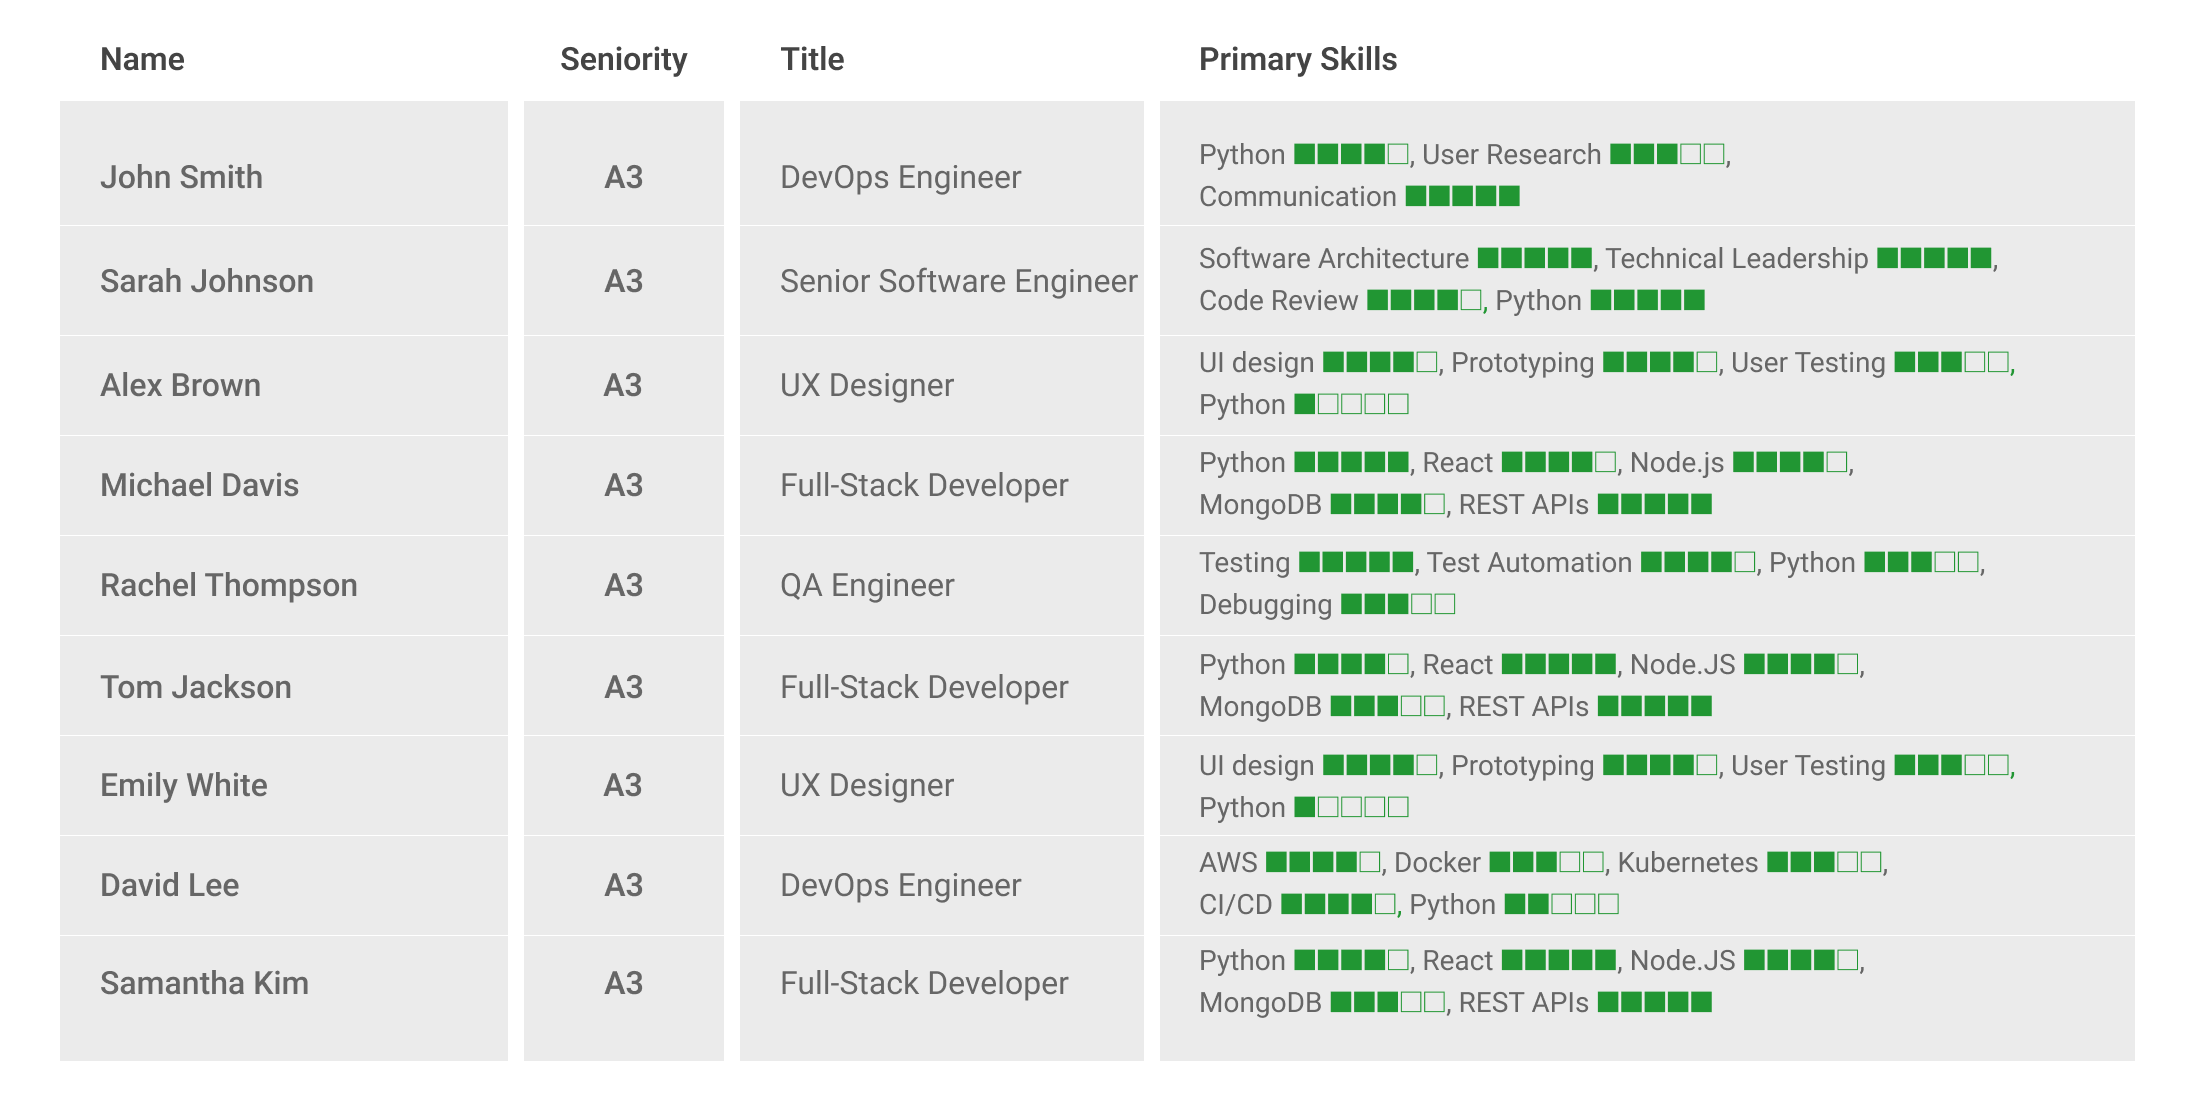 Name Seniority Title Primary Skills
John Smith A3 DevOps Engineer Python ■■■■□, User Research ■■■□□,
Communication ■■■■■
Sarah Johnson A3 Senior Software Engineer Software Architecture ■■■■■, Technical Leadership ■■■■■,
Code Review ■■■■□, Python ■■■■■
Alex Brown A3 UX Designer UI design ■■■■□, Prototyping ■■■■□, User Testing ■■■□□,
Python ■□□□□
Michael Davis A3 Full-Stack Developer Python ■■■■■, React ■■■■□, Node.js ■■■■□,
MongoDB ■■■■□, REST APIs ■■■■■
Rachel Thompson A3 QA Engineer Testing ■■■■■, Test Automation ■■■■□, Python ■■■□□,
Debugging ■■■□□
Tom Jackson A3 Full-Stack Developer Python ■■■■□, React ■■■■■, Node.JS ■■■■□,
MongoDB ■■■□□, REST APIs ■■■■■
Emily White A3 UX Designer UI design ■■■■□, Prototyping ■■■■□, User Testing ■■■□□,
Python ■□□□□
David Lee A3 DevOps Engineer AWS ■■■■□, Docker ■■■□□, Kubernetes ■■■□□,
CI/CD ■■■■□, Python ■■□□□
Samantha Kim A3 Full-Stack Developer Python ■■■■□, React ■■■■■, Node.JS ■■■■□,
MongoDB ■■■□□, REST APIs ■■■■■